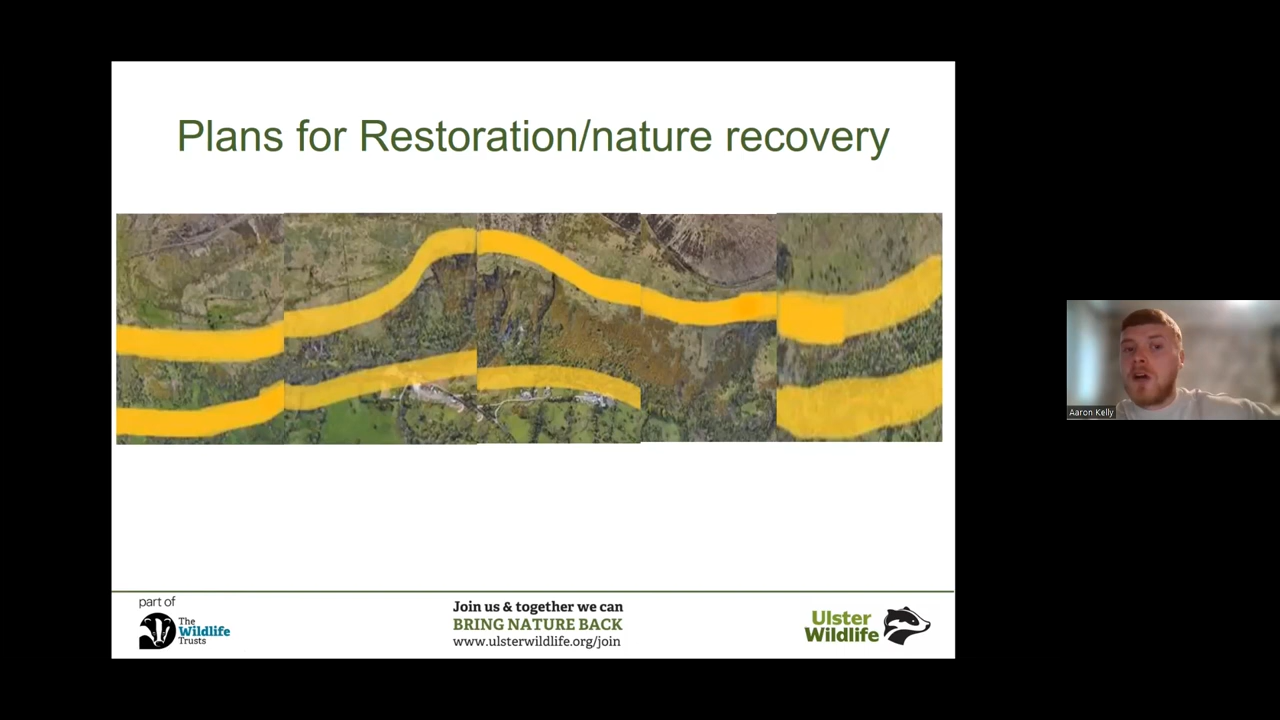 Plans for Restoration/nature recovery
Aaron Kelly
part of
The
Wildlife
Trusts
Join us & together we can
BRING NATURE BACK
www.ulsterwildlife.org/join
Ulster
Wildlife